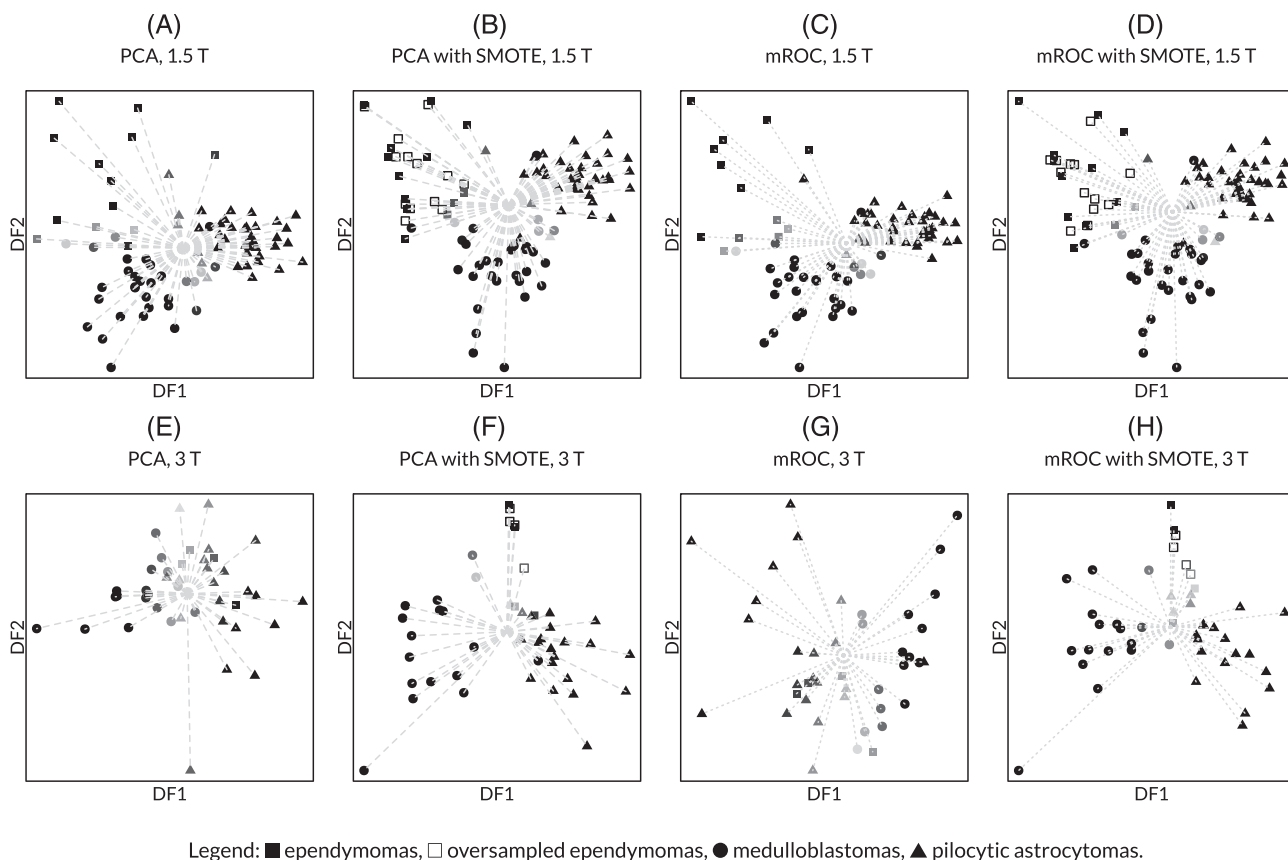 (A) (B) (C) (D)
PCA, 1.5 T PCA with SMOTE, 1.5 T mROC, 1.5 T mROC with SMOTE, 1.5 T
DF2 DF2 DF2 DF2
DF1 DF1 DF1 DF1
(E) (F) (G) (H)
PCA, 3 T PCA with SMOTE, 3 T mROC, 3 T mROC with SMOTE, 3 T
DF2 DF2 DF2 DF2
DF1 DF1 DF1 DF1
Legend: ■ ependymomas, □ oversampled ependymomas, ● medulloblastomas, ▲ pilocytic astrocytomas.